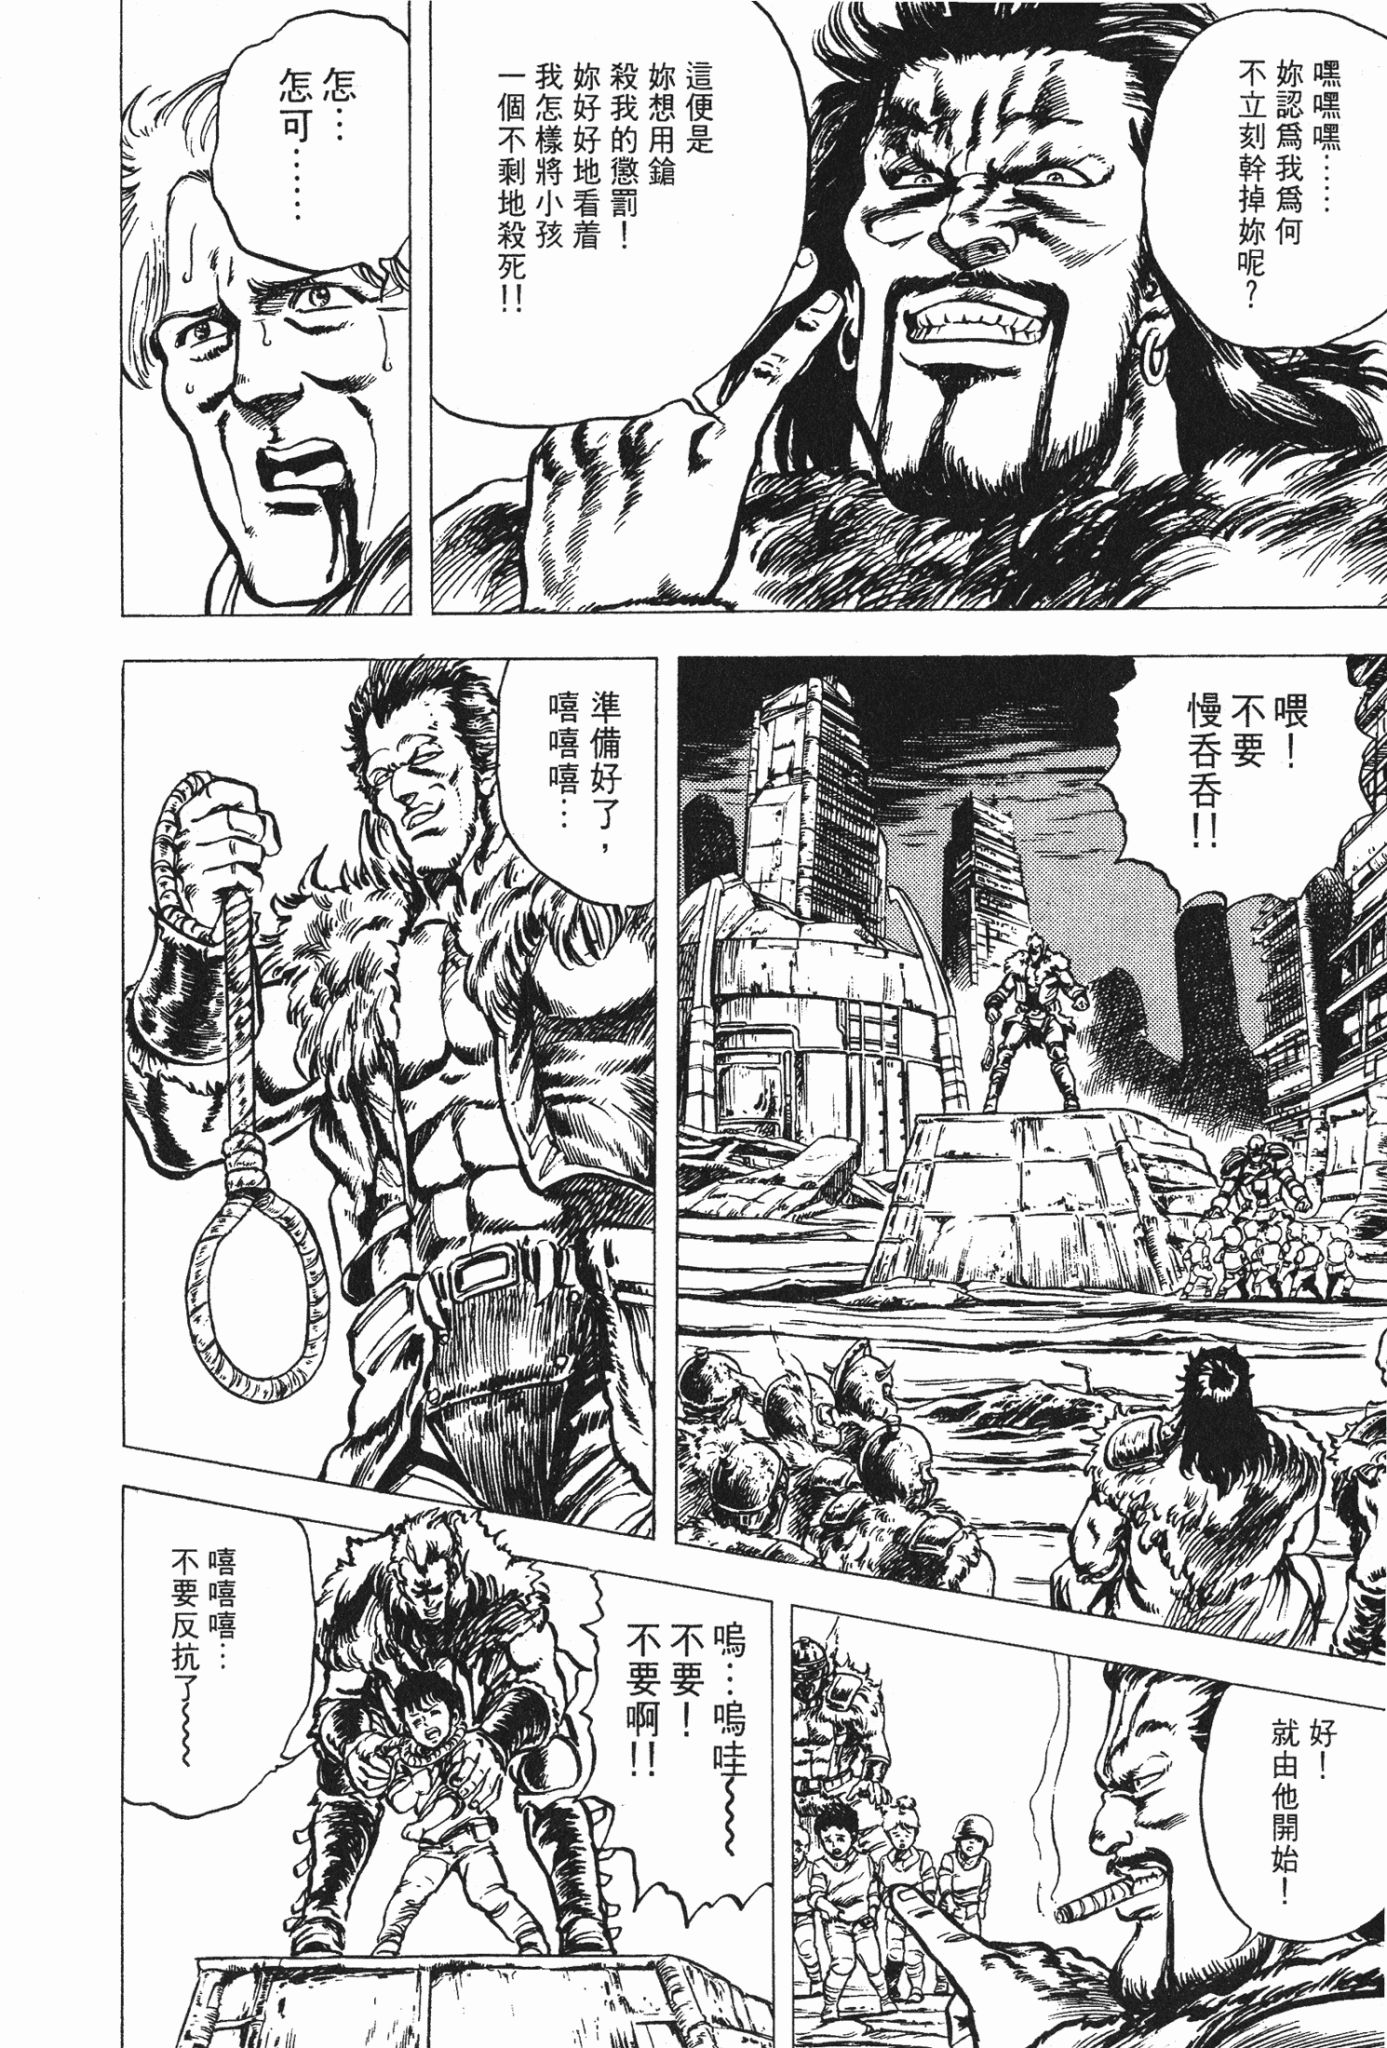 嘿嘿嘿……
妳認爲我爲何
不立刻幹掉妳呢？
這便是
妳想用鎗
殺我的懲罰！
妳好好地看着
我怎樣將小孩
一個不剩地殺死!!
怎…
怎可……
喂！
不要
慢吞吞!!
準備好了，
嘻嘻嘻…
好！
就由他開始！
嗚…嗚哇～～
不要！
不要啊!!
嘻嘻嘻…
不要反抗了～～～